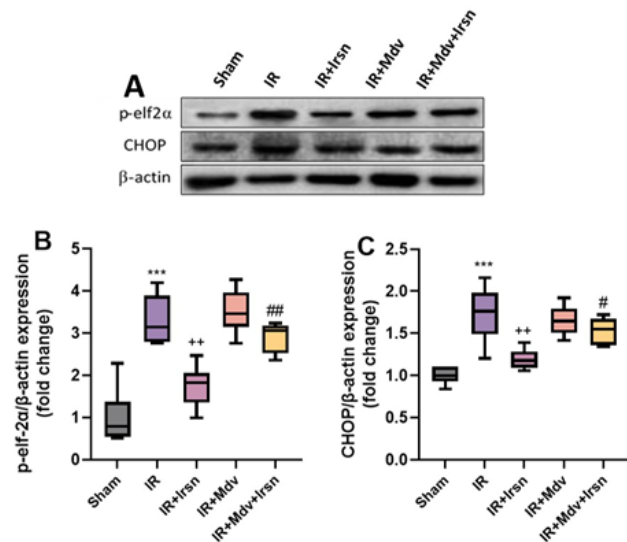 A
Sham
IR
IR+Irsn
IR+Mdv
IR+Mdv+Irsn
p-elf2α
CHOP
β-actin
B
p-elf-2α/β-actin expression
(fold change)
5
4
3
2
1
0
***
++
##
Sham
IR
IR+Irsn
IR+Mdv
IR+Mdv+Irsn
C
CHOP/β-actin expression
(fold change)
2.5
2.0
1.5
1.0
0.5
0.0
***
++
#
Sham
IR
IR+Irsn
IR+Mdv
IR+Mdv+Irsn